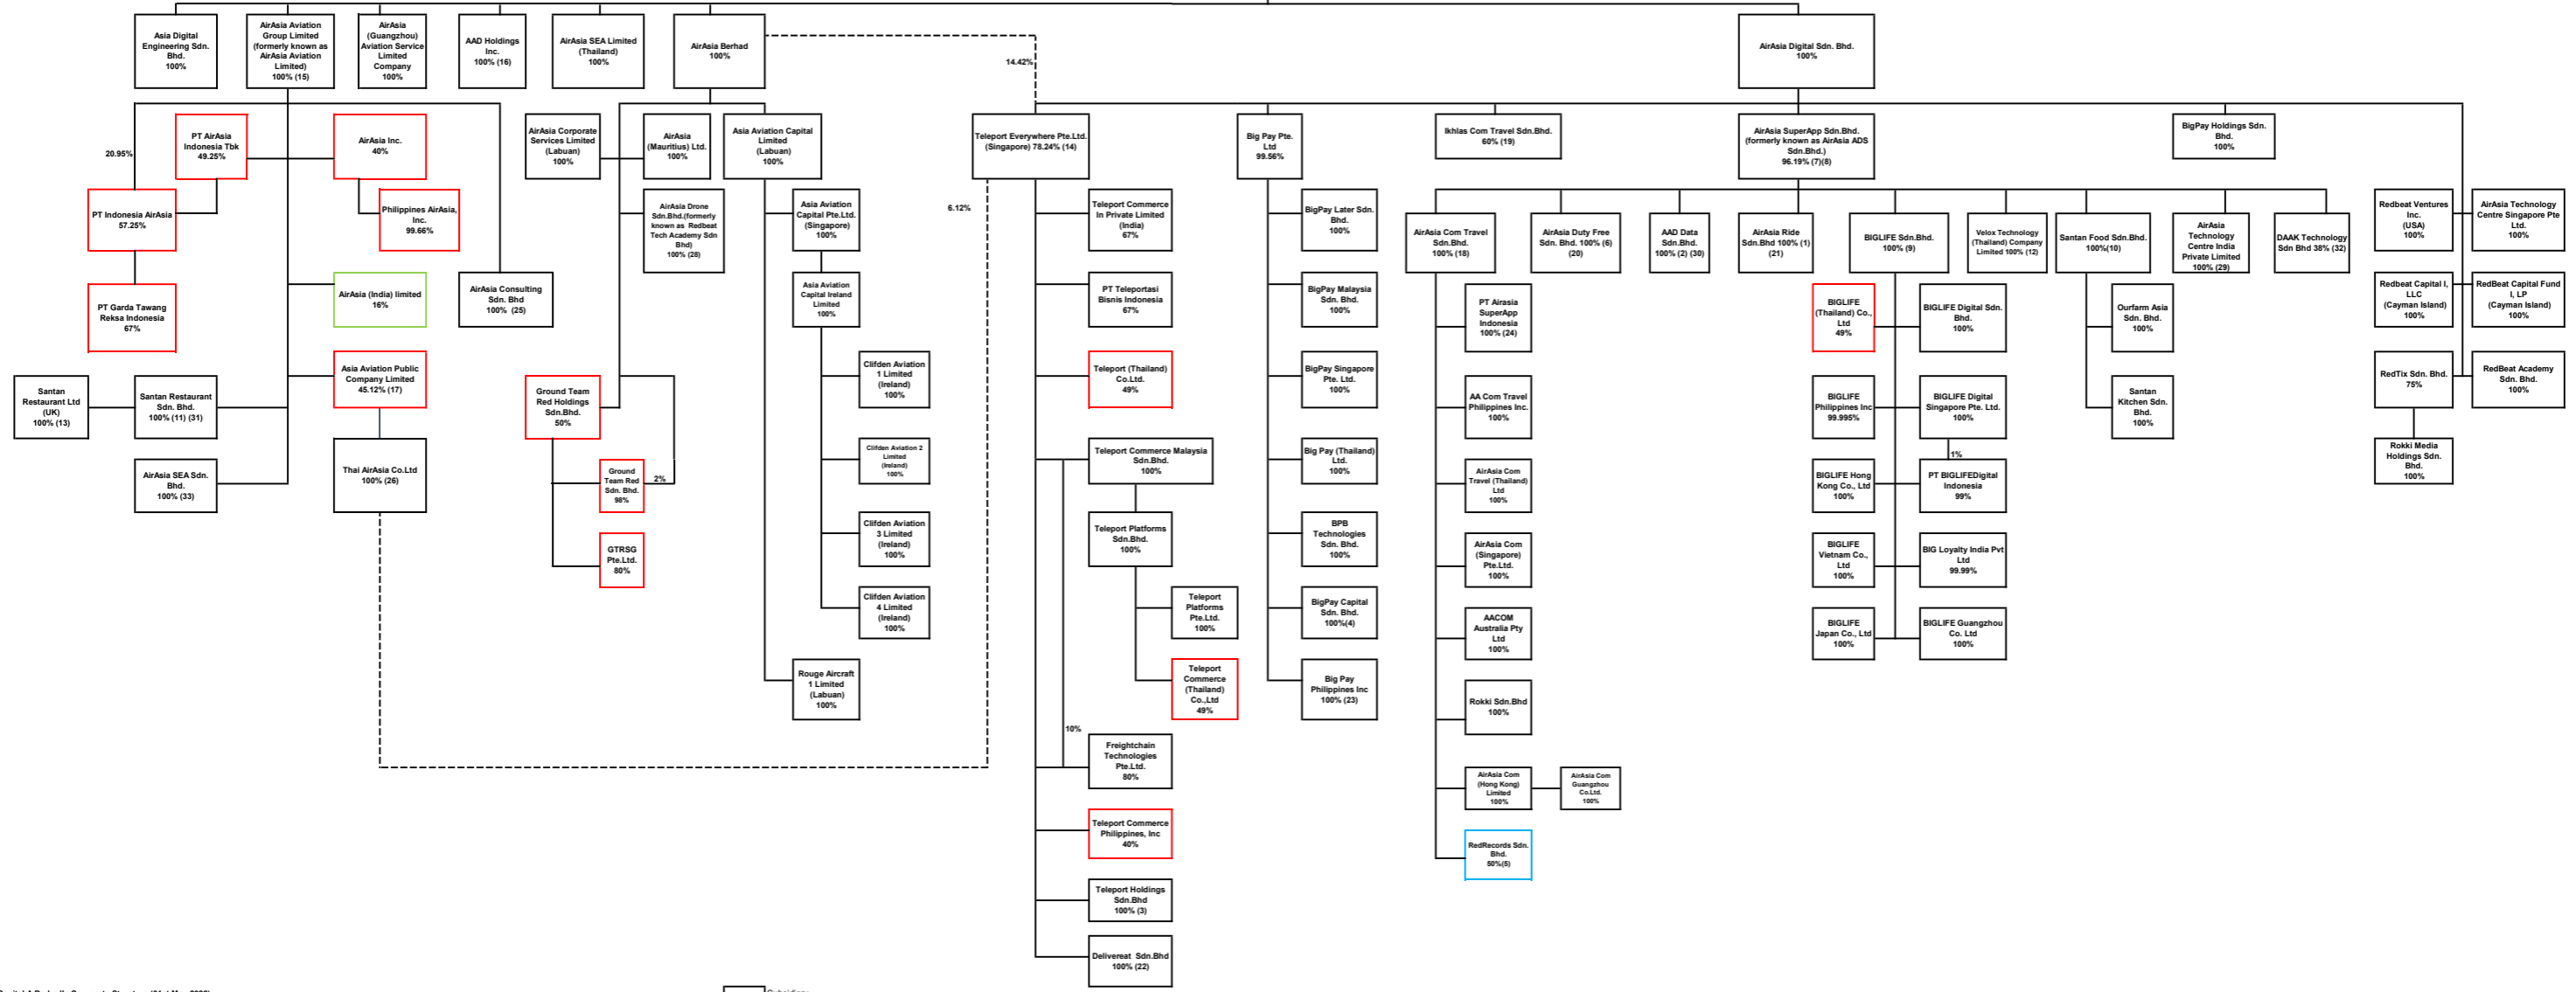 Asia Digital
Engineering Sdn.
Bhd.
100%
AirAsia Aviation
Group Limited
(formerly known as
AirAsia Aviation
Limited)
100% (15)
AirAsia
(Guangzhou)
Aviation Service
Limited
Company
100%
AAD Holdings
Inc.
100% (16)
AirAsia SEA Limited
(Thailand)
100%
AirAsia Berhad
100%
14.42%
AirAsia Digital Sdn. Bhd.
100%
20.95%
PT AirAsia
Indonesia Tbk
49.25%
AirAsia Inc.
40%
PT Indonesia AirAsia
57.25%
Philippines AirAsia,
Inc.
99.66%
PT Garda Tawang
Reksa Indonesia
67%
AirAsia (India) limited
16%
AirAsia Consulting
Sdn. Bhd
100% (25)
Asia Aviation Public
Company Limited
45.12% (17)
Santan
Restaurant Ltd
(UK)
100% (13)
Santan Restaurant
Sdn. Bhd.
100% (11) (31)
AirAsia SEA Sdn.
Bhd.
100% (33)
Thai AirAsia Co.Ltd
100% (26)
AirAsia Corporate
Services Limited
(Labuan)
100%
AirAsia
(Mauritius) Ltd.
100%
Asia Aviation Capital
Limited
(Labuan)
100%
AirAsia Drone
Sdn.Bhd.(formerly
known as Redbeat
Tech Academy Sdn
Bhd)
100% (28)
Asia Aviation
Capital Pte.Ltd.
(Singapore)
100%
Asia Aviation
Capital Ireland
Limited
100%
Clifden Aviation
1 Limited
(Ireland)
100%
Clifden Aviation 2
Limited
(Ireland)
100%
Clifden Aviation
3 Limited
(Ireland)
100%
Clifden Aviation
4 Limited
(Ireland)
100%
Rouge Aircraft
1 Limited
(Labuan)
100%
Ground Team
Red Holdings
Sdn.Bhd.
50%
Ground
Team Red
Sdn. Bhd.
98%
2%
GTRSG
Pte.Ltd.
80%
Teleport Everywhere Pte.Ltd.
(Singapore) 78.24% (14)
6.12%
Teleport Commerce
In Private Limited
(India)
67%
PT Teleportasi
Bisnis Indonesia
67%
Teleport (Thailand)
Co.Ltd.
49%
Teleport Commerce Malaysia
Sdn.Bhd.
100%
Teleport Platforms
Sdn.Bhd.
100%
Teleport
Platforms
Pte.Ltd.
100%
Teleport
Commerce
(Thailand)
Co.,Ltd
49%
10%
Freightchain
Technologies
Pte.Ltd.
80%
Teleport Commerce
Philippines, Inc
40%
Teleport Holdings
Sdn.Bhd
100% (3)
Delivereat Sdn.Bhd
100% (22)
Big Pay Pte.
Ltd
99.56%
BigPay Later Sdn.
Bhd.
100%
BigPay Malaysia
Sdn. Bhd.
100%
BigPay Singapore
Pte. Ltd.
100%
Big Pay (Thailand)
Ltd.
100%
BPB
Technologies
Sdn. Bhd.
100%
BigPay Capital
Sdn. Bhd.
100%(4)
Big Pay
Philippines Inc
100% (23)
Ikhlas Com Travel Sdn.Bhd.
60% (19)
AirAsia SuperApp Sdn.Bhd.
(formerly known as AirAsia ADS
Sdn.Bhd.)
96.19% (7)(8)
BigPay Holdings Sdn.
Bhd.
100%
AirAsia Com Travel
Sdn.Bhd.
100% (18)
AirAsia Duty Free
Sdn. Bhd. 100% (6)
(20)
AAD Data
Sdn.Bhd.
100% (2) (30)
AirAsia Ride
Sdn.Bhd 100% (1)
(21)
BIGLIFE Sdn.Bhd.
100% (9)
Velox Technology
(Thailand) Company
Limited 100% (12)
Santan Food Sdn.Bhd.
100%(10)
AirAsia
Technology
Centre India
Private Limited
100% (29)
DAAK Technology
Sdn Bhd 38% (32)
PT Airasia
SuperApp
Indonesia
100% (24)
AA Com Travel
Philippines Inc.
100%
AirAsia Com
Travel (Thailand)
Ltd
100%
AirAsia Com
(Singapore)
Pte.Ltd.
100%
AACOM
Australia Pty
Ltd
100%
Rokki Sdn.Bhd
100%
AirAsia Com
(Hong Kong)
Limited
100%
AirAsia Com
Guangzhou
Co.Ltd.
100%
RedRecords Sdn.
Bhd.
50%(5)
BIGLIFE
(Thailand) Co.,
Ltd
49%
BIGLIFE Digital Sdn.
Bhd.
100%
BIGLIFE
Philippines Inc
99.995%
BIGLIFE Digital
Singapore Pte. Ltd.
100%
1%
BIGLIFE Hong
Kong Co., Ltd
100%
PT BIGLIFEDigital
Indonesia
99%
BIGLIFE
Vietnam Co.,
Ltd
100%
BIG Loyalty India Pvt
Ltd
99.99%
BIGLIFE
Japan Co., Ltd
100%
BIGLIFE Guangzhou
Co. Ltd
100%
Ourfarm Asia
Sdn. Bhd.
100%
Santan
Kitchen Sdn.
Bhd.
100%
Redbeat Ventures
Inc.
(USA)
100%
AirAsia Technology
Centre Singapore Pte
Ltd.
100%
Redbeat Capital I,
LLC
(Cayman Island)
100%
RedBeat Capital Fund
I, LP
(Cayman Island)
100%
RedTix Sdn. Bhd.
75%
RedBeat Academy
Sdn. Bhd.
100%
Rokki Media
Holdings Sdn.
Bhd.
100%